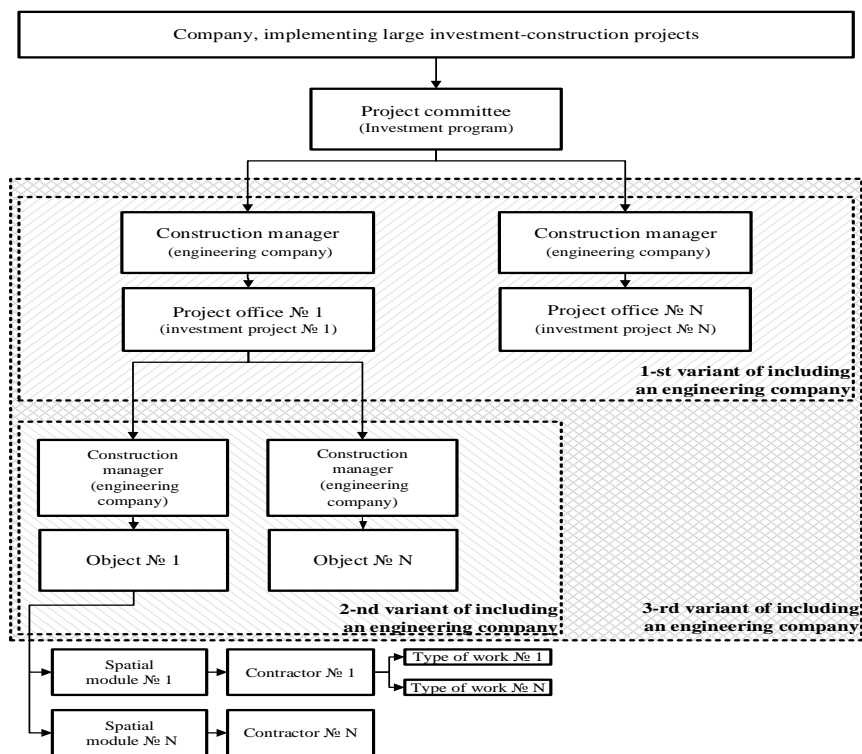 Company, implementing large investment-construction projects
Project committee
(Investment program)
Construction manager
(engineering company)
Construction manager
(engineering company)
Project office № 1
(investment project № 1)
Project office № N
(investment project № N)
1-st variant of including
an engineering company
Construction
manager
(engineering
company)
Construction
manager
(engineering
company)
Object № 1
Object № N
2-nd variant of including
an engineering company
3-rd variant of including
an engineering company
Spatial
module № 1
Contractor № 1
Type of work № 1
Type of work № N
Spatial
module № N
Contractor № N